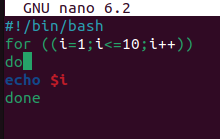 GNU nano 6.2
#!/bin/bash
for ((i=1;i<=10;i++))
do
echo $i
done